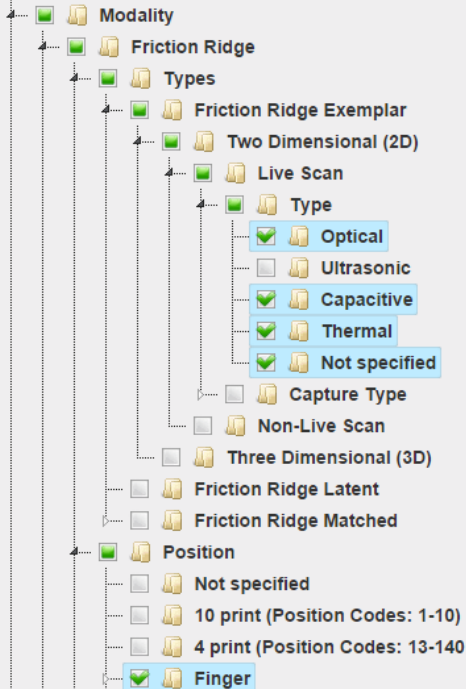 Modality
Friction Ridge
Types
Friction Ridge Exemplar
Two Dimensional (2D)
Live Scan
Type
Optical
Ultrasonic
Capacitive
Thermal
Not specified
Capture Type
Non-Live Scan
Three Dimensional (3D)
Friction Ridge Latent
Friction Ridge Matched
Position
Not specified
10 print (Position Codes: 1-10)
4 print (Position Codes: 13-140
Finger